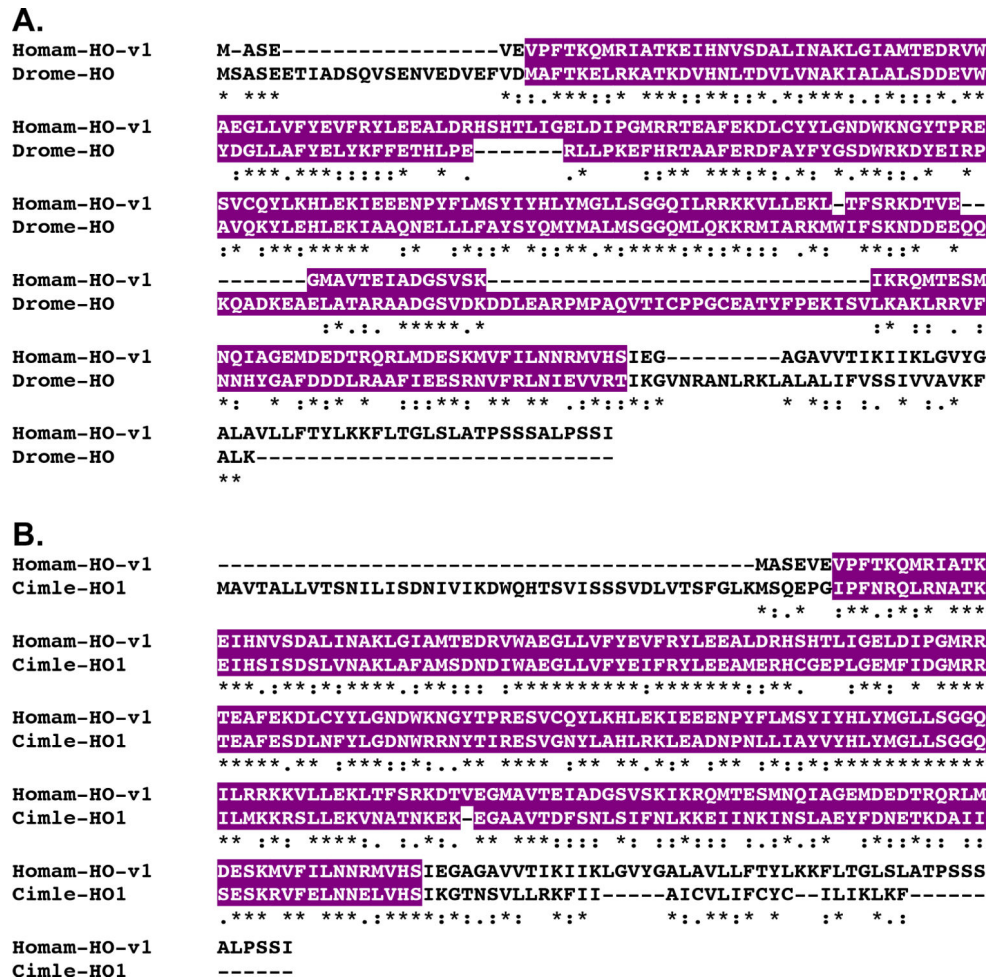 A.
Homam-HO-v1 M-ASE-----------------VEVPFTKQMRIATKEIHNVSDALINAKLGIAMTEDRVW
Drome-HO MSASEETIADSQVSENVEDVEFVDMAFTKELRKATKDVHNLTDVLVNAKIALALSDDEVW
* *** *:::.***::* ***::**::*.*:***:.:*::;:*.**
Homam-HO-v1 AEGLLVFYEVFRYLEEALDRHSHTLIGELDIPGMRRTEAFEKDLCYYLGNDWKNGYTPRE
Drome-HO YDGLLAFYELYKFFETHLPE-------RLLPKEFHRTAAFERDFAYFYGSDWRKDYEIRP
:***.***:::::* * . .* ::** ***:*:.*: *.**::.* *
Homam-HO-v1 SVCQYLKHLEKIEEENPYFLMSYIYHLYMGLLSGGQILRRKKVLLEKL-TFSRKDTVE--
Drome-HO AVQKYLEHLEKIAAQNELLLFAYSYQMYMALMSGGQMLQKKRMIARKMWIFSKNDDEEQQ
:* :**:***** :* :*::* *::**.*:****:*::*::: .*: **::* *
Homam-HO-v1 -------GMAVTEIADGSVSK------------------------------IKRQMTESM
Drome-HO KQADKEAELATARAADGSVDKDDLEARPMPAQVTICPPGCEATYFPEKISVLKAKLRRVF
:*.:. *****.* :* :: . :
Homam-HO-v1 NQIAGEMDEDTRQRLMDESKMVFILNNRMVHSIEG---------AGAVVTIKIIKLGVYG
Drome-HO NNHYGAFDDDLRAAFIEESRNVFRLNIEVVRTIKGVNRANLRKLALALIFVSSIVVAVKF
*: * :*:* * :::**: ** ** .:*::*:* * *:: :. * :.*
Homam-HO-v1 ALAVLLFTYLKKFLTGLSLATPSSSALPSSI
Drome-HO ALK----------------------------
**
B.
Homam-HO-v1 ------------------------------------------MASEVEVPFTKQMRIATK
Cimle-HO1 MAVTALLVTSNILISDNIVIKDWQHTSVISSSVDLVTSFGLKMSQEPGIPFNRQLRNATK
*:.* :**.:*:* ***
Homam-HO-v1 EIHNVSDALINAKLGIAMTEDRVWAEGLLVFYEVFRYLEEALDRHSHTLIGELDIPGMRR
Cimle-HO1 EIHSISDSLVNAKLAFAMSDNDIWAEGLLVFYEIFRYLEEAMERHCGEPLGEMFIDGMRR
***.:**:*:****.:**::: :**********:*******::**. :**: * ****
Homam-HO-v1 TEAFEKDLCYYLGNDWKNGYTPRESVCQYLKHLEKIEEENPYFLMSYIYHLYMGLLSGGQ
Cimle-HO1 TEAFESDLNFYLGDNWRRNYTIRESVGNYLAHLRKLEADNPNLLIAYVYHLYMGLLSGGQ
*****.** :***::*:..** **** :** **.*:* :** :*::*:************
Homam-HO-v1 ILRRKKVLLEKLTFSRKDTVEGMAVTEIADGSVSKIKRQMTESMNQIAGEMDEDTRQRLM
Cimle-HO1 ILMKKRSLLEKVNATNKEK-EGAAVTDFSNLSIFNLKKEIINKINSLAEYFDNETKDAII
** :*: ****:. :.*:. ** ***::: *: ::*::: :.:*.:* :*::*:: ::
Homam-HO-v1 DESKMVFILNNRMVHSIEGAGAVVTIKIIKLGVYGALAVLLFTYLKKFLTGLSLATPSSS
Cimle-HO1 SESKRVFELNNELVHSIKGTNSVLLRKFII-----AICVLIFCYC--ILIKLKF------
.*** ** ***.:****:*:.:*: *:* *:.**:* * :* *.:
Homam-HO-v1 ALPSSI
Cimle-HO1 ------